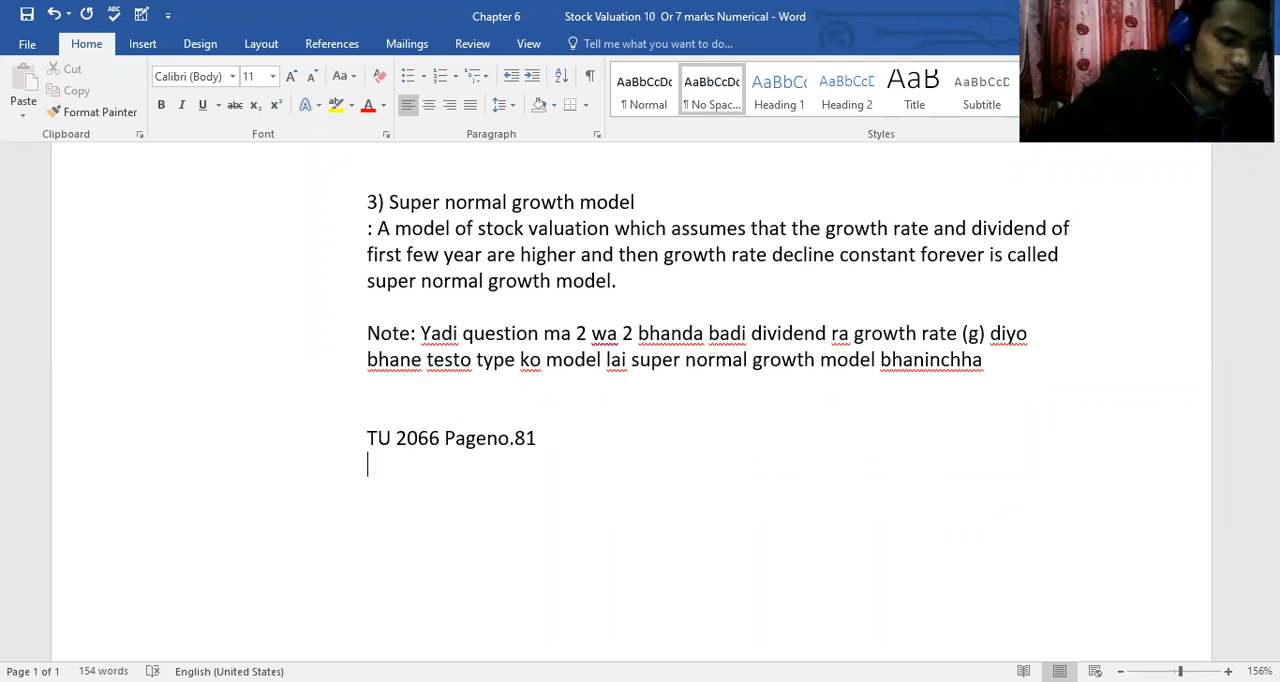 Chapter 6 Stock Valuation 10 Or 7 marks Numerical - Word
File Home Insert Design Layout References Mailings Review View Tell me what you want to do...
Paste
Cut
Copy
Format Painter
Calibri (Body) 11
AaBbCcDc AaBbCcDc AaBbCc AaBbCcE AaB AaBbCcD
¶ Normal ¶ No Spac... Heading 1 Heading 2 Title Subtitle
Clipboard Font Paragraph Styles
3) Super normal growth model
: A model of stock valuation which assumes that the growth rate and dividend of
first few year are higher and then growth rate decline constant forever is called
super normal growth model.
Note: Yadi question ma 2 wa 2 bhanda badi dividend ra growth rate (g) diyo
bhane testo type ko model lai super normal growth model bhaninchha
TU 2066 Pageno.81
Page 1 of 1 154 words English (United States) 156%